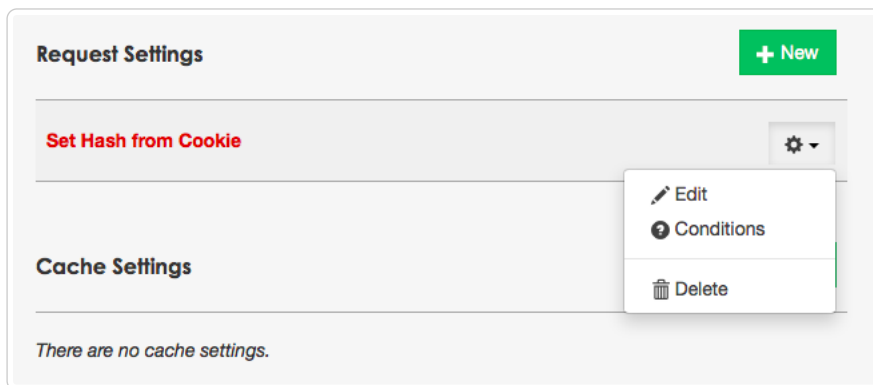 Request Settings
New
Set Hash from Cookie
Edit
Conditions
Cache Settings
Delete
There are no cache settings.